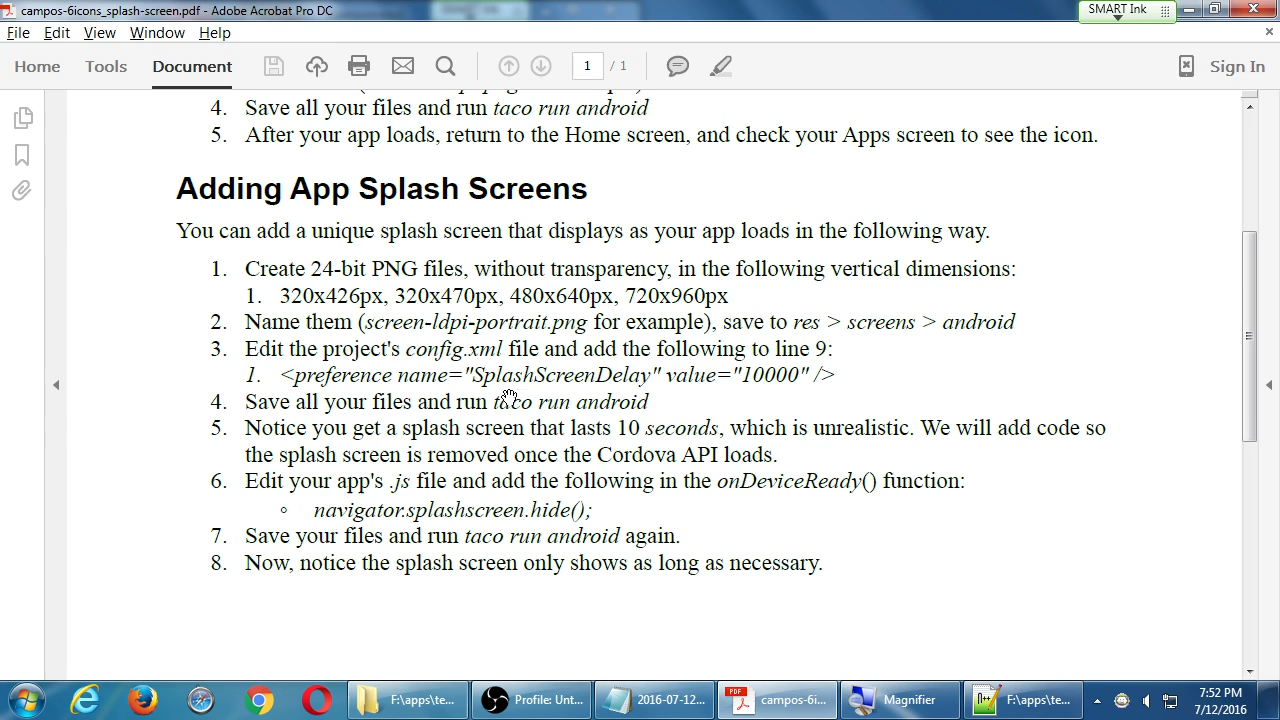 campos-6icons_splash-screen.pdf - Adobe Acrobat Pro DC
SMART Ink
File Edit View Window Help
Home Tools Document 1 / 1 Sign In
4. Save all your files and run taco run android
5. After your app loads, return to the Home screen, and check your Apps screen to see the icon.
Adding App Splash Screens
You can add a unique splash screen that displays as your app loads in the following way.
1. Create 24-bit PNG files, without transparency, in the following vertical dimensions:
1. 320x426px, 320x470px, 480x640px, 720x960px
2. Name them (screen-ldpi-portrait.png for example), save to res > screens > android
3. Edit the project's config.xml file and add the following to line 9:
1. <preference name="SplashScreenDelay" value="10000" />
4. Save all your files and run taco run android
5. Notice you get a splash screen that lasts 10 seconds, which is unrealistic. We will add code so
the splash screen is removed once the Cordova API loads.
6. Edit your app's .js file and add the following in the onDeviceReady() function:
◦ navigator.splashscreen.hide();
7. Save your files and run taco run android again.
8. Now, notice the splash screen only shows as long as necessary.
F:\apps\te... Profile: Unt... 2016-07-12... PDF campos-6i... Magnifier F:\apps\te... 7:52 PM
7/12/2016